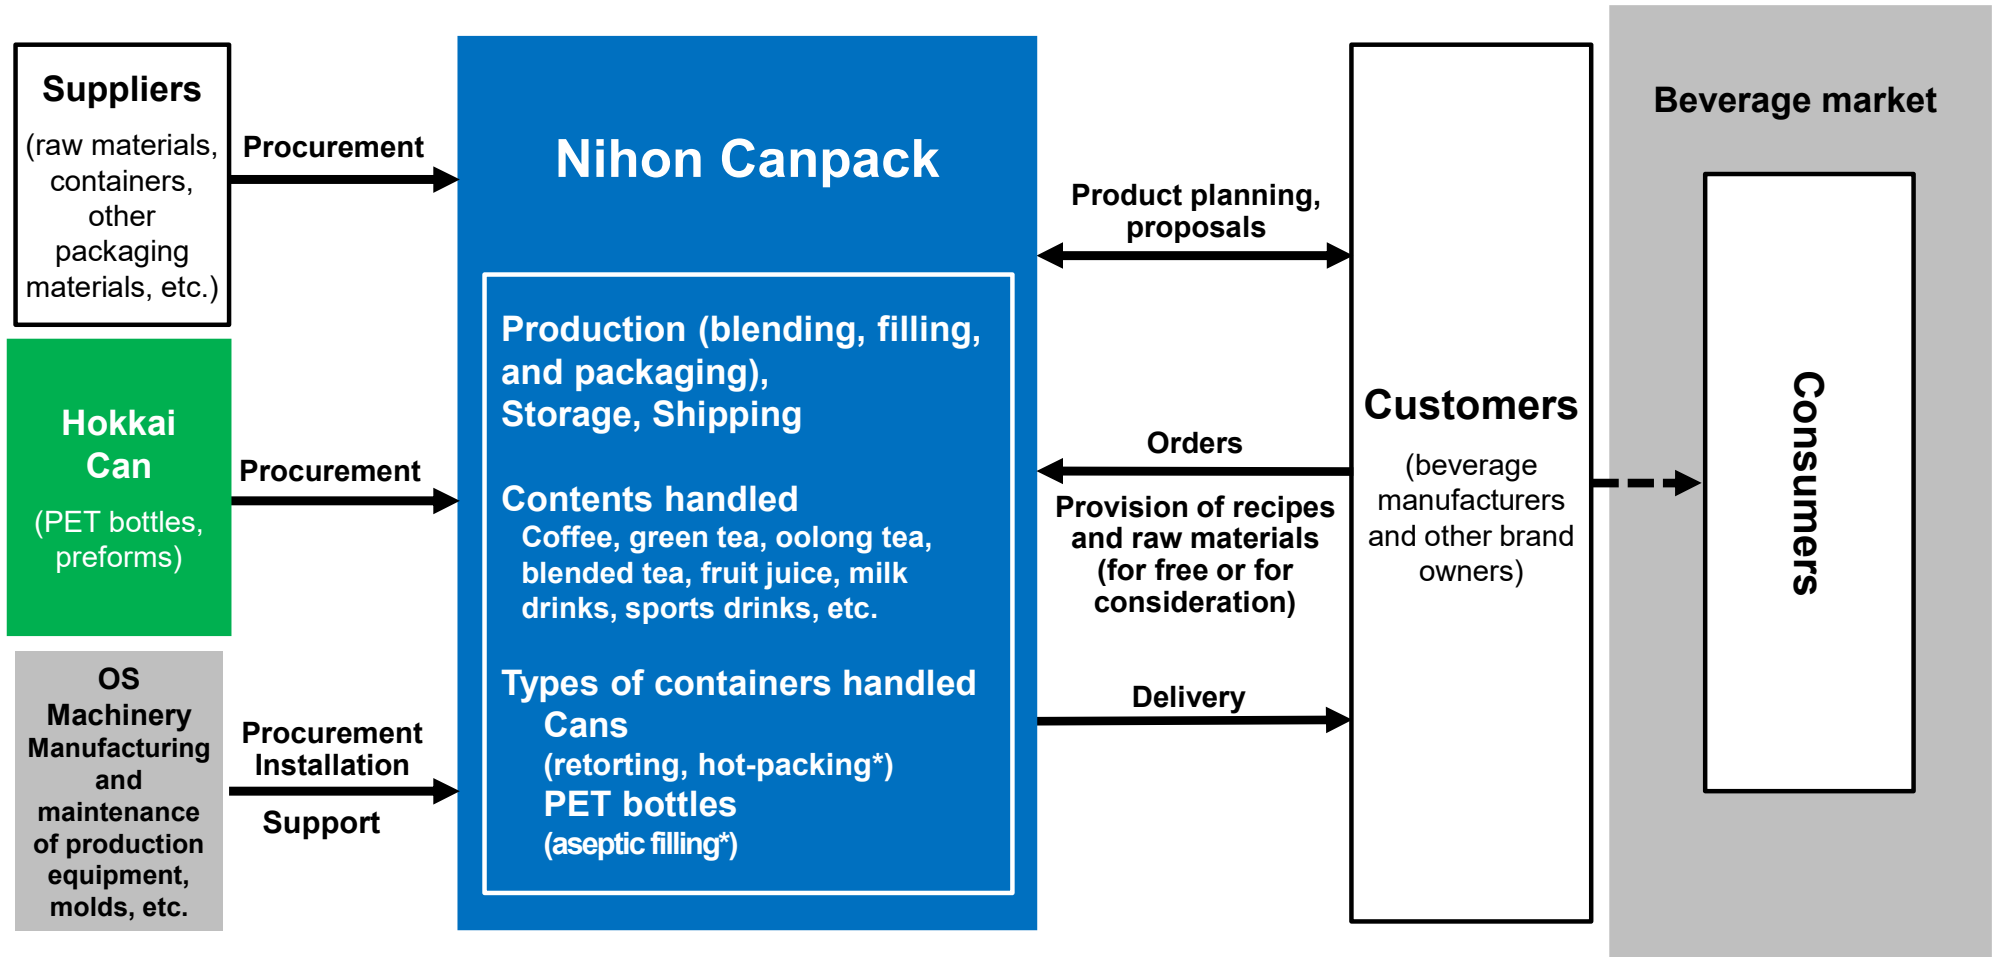 Suppliers
(raw materials,
containers,
other
packaging
materials, etc.)
Procurement
Hokkai
Can
(PET bottles,
preforms)
Procurement
OS
Machinery
Manufacturing
and
maintenance
of production
equipment,
molds, etc.
Procurement
Installation
Support
Nihon Canpack
Production (blending, filling,
and packaging),
Storage, Shipping
Contents handled
Coffee, green tea, oolong tea,
blended tea, fruit juice, milk
drinks, sports drinks, etc.
Types of containers handled
Cans
(retorting, hot-packing*)
PET bottles
(aseptic filling*)
Product planning,
proposals
Orders
Provision of recipes
and raw materials
(for free or for
consideration)
Delivery
Customers
(beverage
manufacturers
and other brand
owners)
Beverage market
Consumers